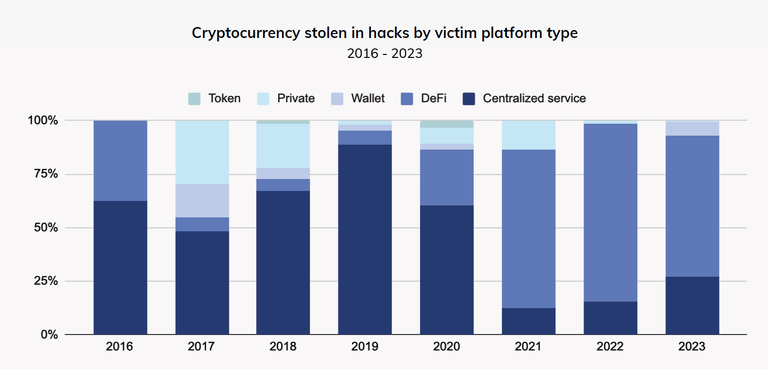 Cryptocurrency stolen in hacks by victim platform type
2016 - 2023
Token Private Wallet DeFi Centralized service
100%
75%
50%
25%
0%
2016 2017 2018 2019 2020 2021 2022 2023